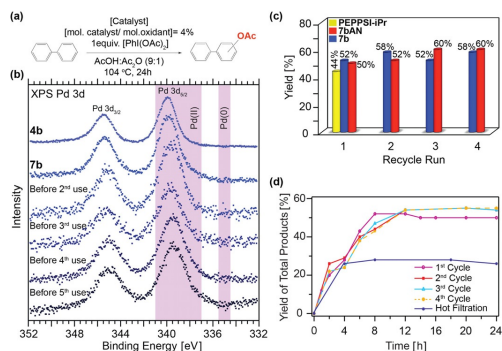 (a)
[Catalyst]
[mol. catalyst/ mol.oxidant]= 4%
1equiv. [PhI(OAc)2]
AcOH:Ac2O (9:1)
104 °C, 24h
OAc
(b)
XPS Pd 3d
Pd 3d3/2
Pd 3d5/2
Pd(II)
Pd(0)
4b
7b
Before 2nd use
Before 3rd use
Before 4th use
Before 5th use
Intensity
352 348 344 340 336 332
Binding Energy [eV]
(c)
PEPPSI-iPr
7bAN
7b
Yield [%]
44% 52% 50% 58% 52% 52% 60% 58% 60%
1 2 3 4
Recycle Run
(d)
Yield of Total Products [%]
60
40
20
0
1st Cycle
2nd Cycle
3rd Cycle
4th Cycle
Hot Filtration
0 4 8 12 16 20 24
Time [h]